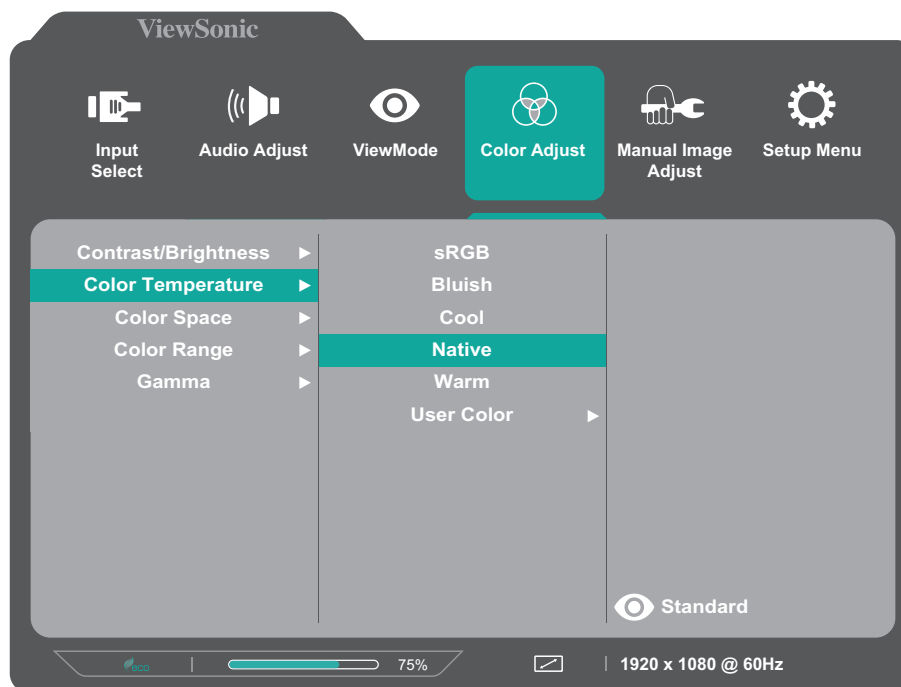 ViewSonic
Input
Select
Audio Adjust
ViewMode
Color Adjust
Manual Image
Adjust
Setup Menu
Contrast/Brightness
Color Temperature
Color Space
Color Range
Gamma
sRGB
Bluish
Cool
Native
Warm
User Color
Standard
eco
75%
1920 x 1080 @ 60Hz